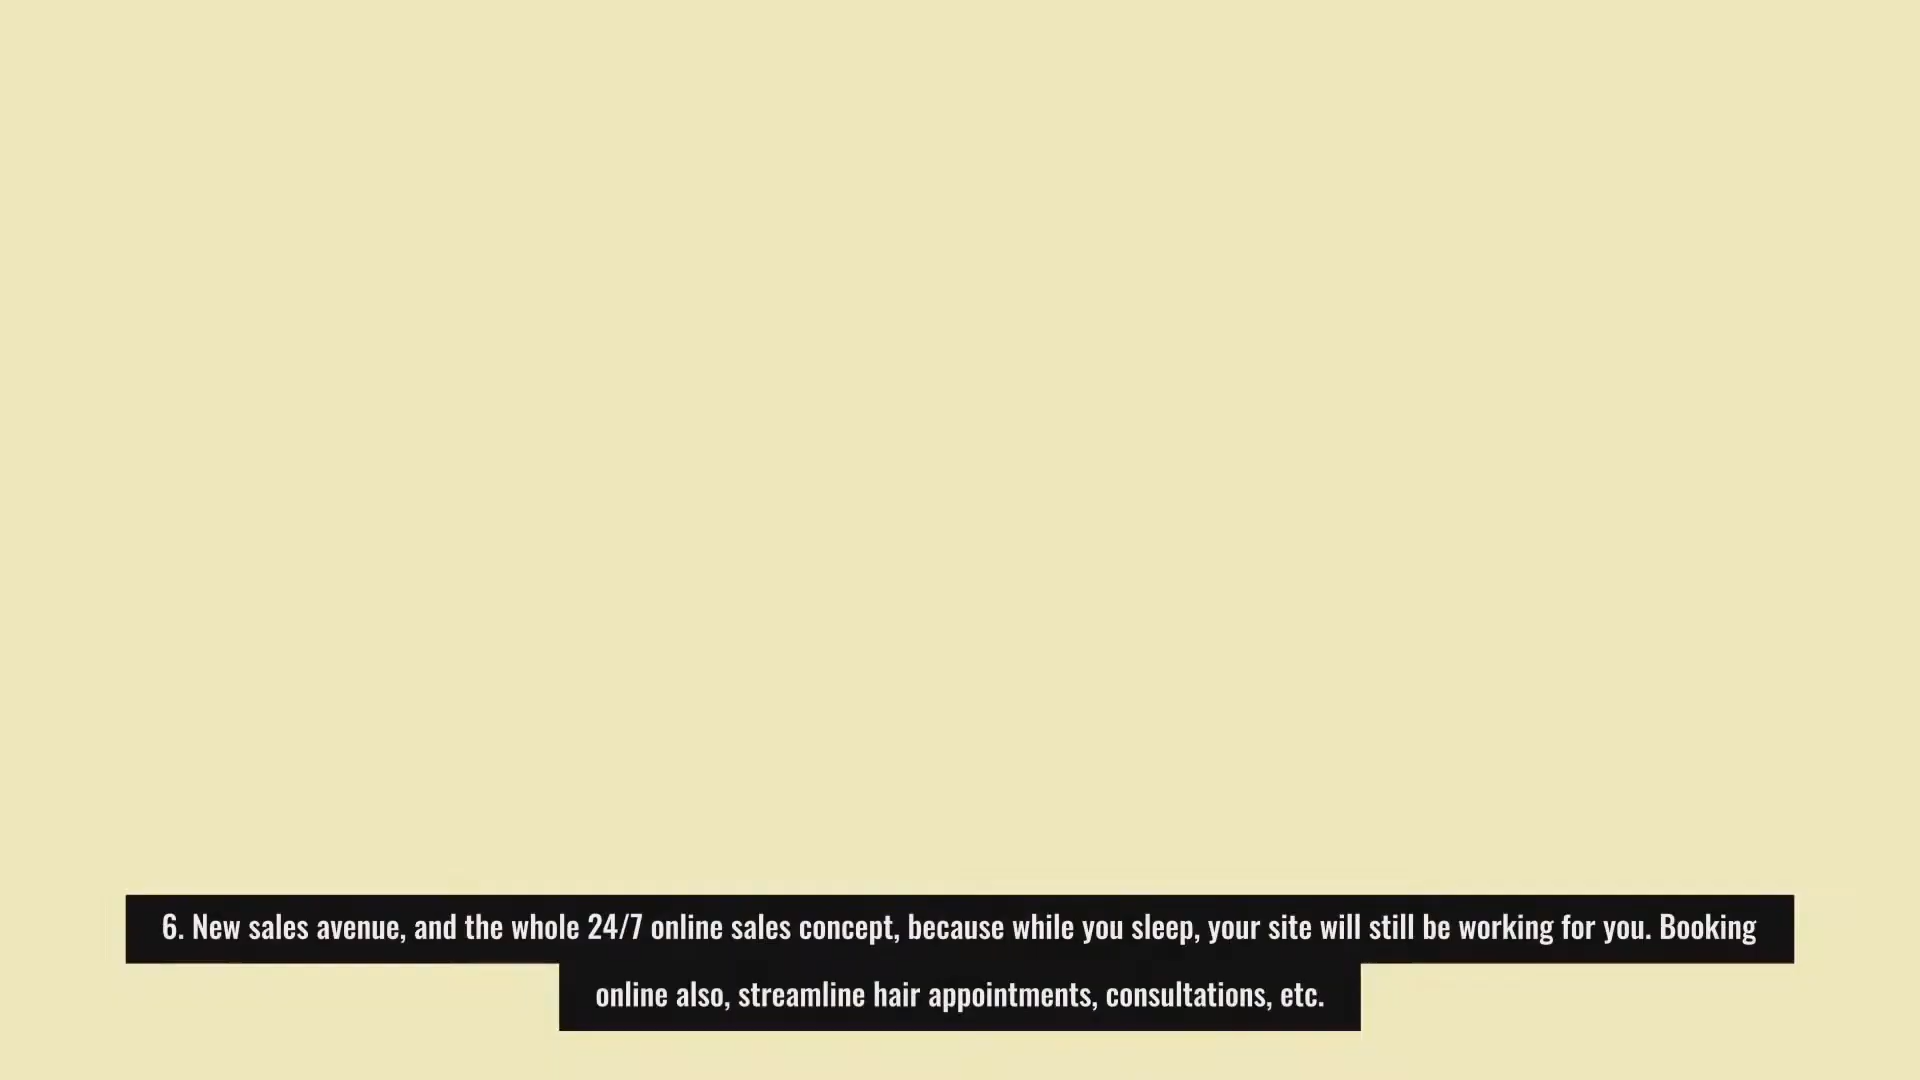 6. New sales avenue, and the whole 24/7 online sales concept, because while you sleep, your site will still be working for you. Booking
online also, streamline hair appointments, consultations, etc.